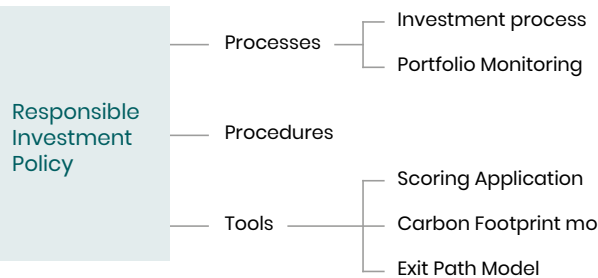 Responsible
Investment
Policy
Processes
Investment process
Portfolio Monitoring
Procedures
Tools
Scoring Application
Carbon Footprint mo
Exit Path Model